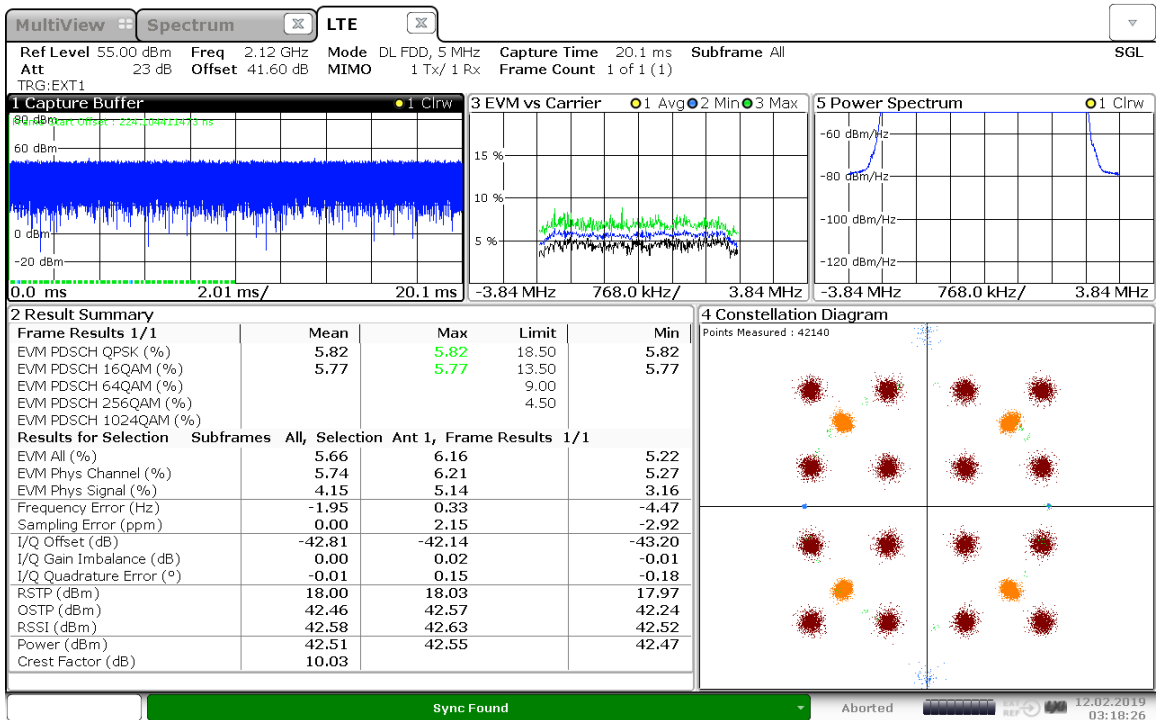 MultiView Spectrum LTE
Ref Level 55.00 dBm Freq 2.12 GHz Mode DL FDD, 5 MHz Capture Time 20.1 ms Subframe All SGL
Att 23 dB Offset 41.60 dB MIMO 1 Tx/ 1 Rx Frame Count 1 of 1 (1)
TRG:EXT1
1 Capture Buffer 1 Clrw
80 dBm
Frame Start Offset : 224.104411473 ns
60 dBm
0 dBm
-20 dBm
0.0 ms 2.01 ms/ 20.1 ms
3 EVM vs Carrier 1 Avg 2 Min 3 Max
15 %
10 %
5 %
-3.84 MHz 768.0 kHz/ 3.84 MHz
5 Power Spectrum 1 Clrw
-60 dBm/Hz
-80 dBm/Hz
-100 dBm/Hz
-120 dBm/Hz
-3.84 MHz 768.0 kHz/ 3.84 MHz
2 Result Summary
Frame Results 1/1 Mean Max Limit Min
EVM PDSCH QPSK (%) 5.82 5.82 18.50 5.82
EVM PDSCH 16QAM (%) 5.77 5.77 13.50 5.77
EVM PDSCH 64QAM (%) 9.00
EVM PDSCH 256QAM (%) 4.50
EVM PDSCH 1024QAM (%)
Results for Selection Subframes All, Selection Ant 1, Frame Results 1/1
EVM All (%) 5.66 6.16 5.22
EVM Phys Channel (%) 5.74 6.21 5.27
EVM Phys Signal (%) 4.15 5.14 3.16
Frequency Error (Hz) -1.95 0.33 -4.47
Sampling Error (ppm) 0.00 2.15 -2.92
I/Q Offset (dB) -42.81 -42.14 -43.20
I/Q Gain Imbalance (dB) 0.00 0.02 -0.01
I/Q Quadrature Error (º) -0.01 0.15 -0.18
RSTP (dBm) 18.00 18.03 17.97
OSTP (dBm) 42.46 42.57 42.24
RSSI (dBm) 42.58 42.63 42.52
Power (dBm) 42.51 42.55 42.47
Crest Factor (dB) 10.03
4 Constellation Diagram
Points Measured : 42140
Sync Found Aborted EXT REF 12.02.2019
03:18:26